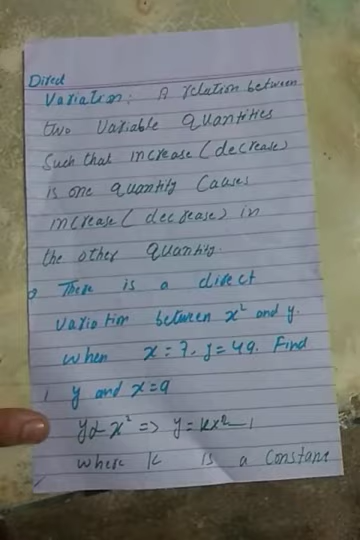 Direct
Variation: A relation between
two variable quantities
such that increase (decrease)
is one quantity causes
increase (decrease) in
the other quantity.
There is a direct
variation between x² and y.
when x = 7, y = 49. Find
y and x = 9
y ∝ x² => y = kx² — 1
where k is a constant